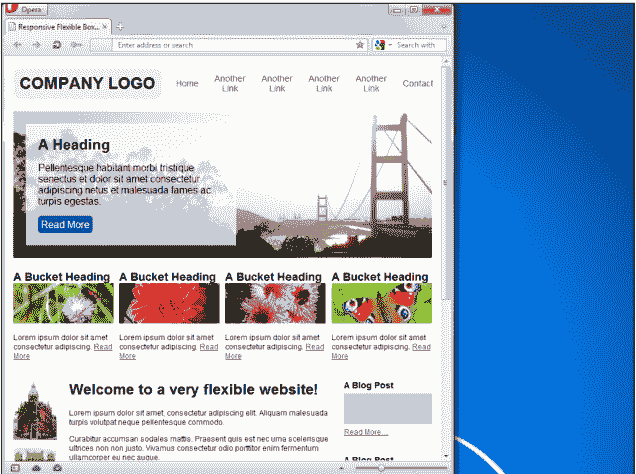 Opera
Responsive Flexible Box...
Enter address or search
Search with
COMPANY LOGO
Home
Another Link
Another Link
Another Link
Another Link
Contact
A Heading
Pellentesque habitant morbi tristique
senectus et dolor sit amet consectetur
adipiscing netus et malesuada fames ac
turpis egestas.
Read More
A Bucket Heading
A Bucket Heading
A Bucket Heading
A Bucket Heading
Lorem ipsum dolor sit amet
consectetur adipiscing. Read
More
Lorem ipsum dolor sit amet
consectetur adipiscing. Read
More
Lorem ipsum dolor sit amet
consectetur adipiscing. Read
More
Lorem ipsum dolor sit amet
consectetur adipiscing. Read
More
Welcome to a very flexible website!
Lorem ipsum dolor sit amet, consectetur adipiscing elit. Aliquam malesuada
turpis volutpat neque pellentesque commodo.
Curabitur accumsan sodales mattis. Praesent quis est nec urna scelerisque
ultrices non non justo. Vivamus consectetur odio porttitor enim fermentum
ullamcorper eu nec augue.
A Blog Post
Read More...
A Blog Post